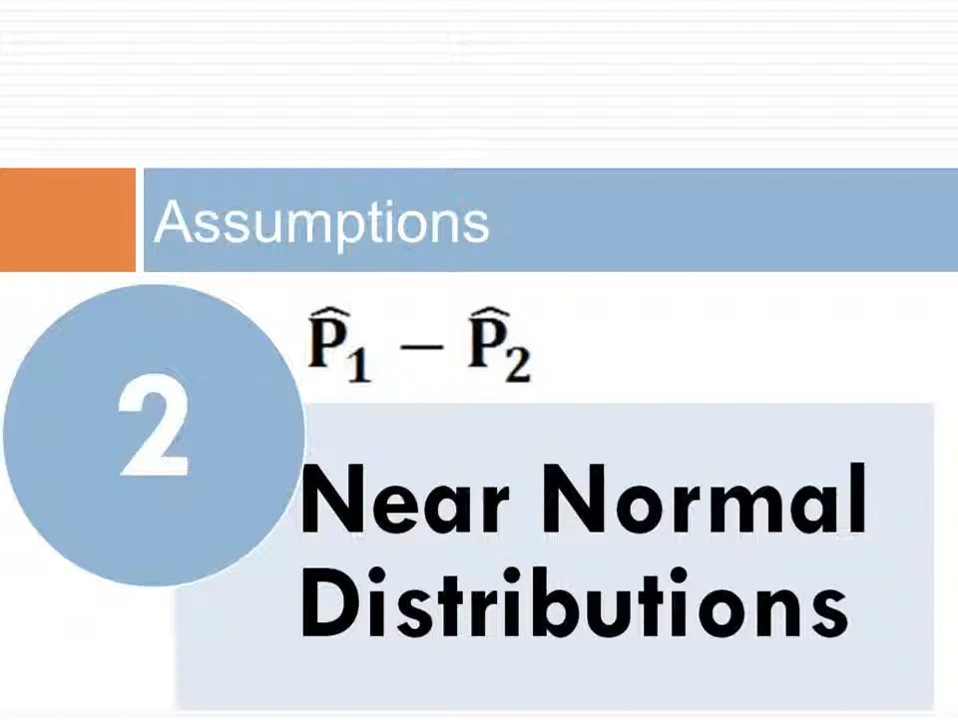 Assumptions
P̂₁ − P̂₂
2
Near Normal
Distributions